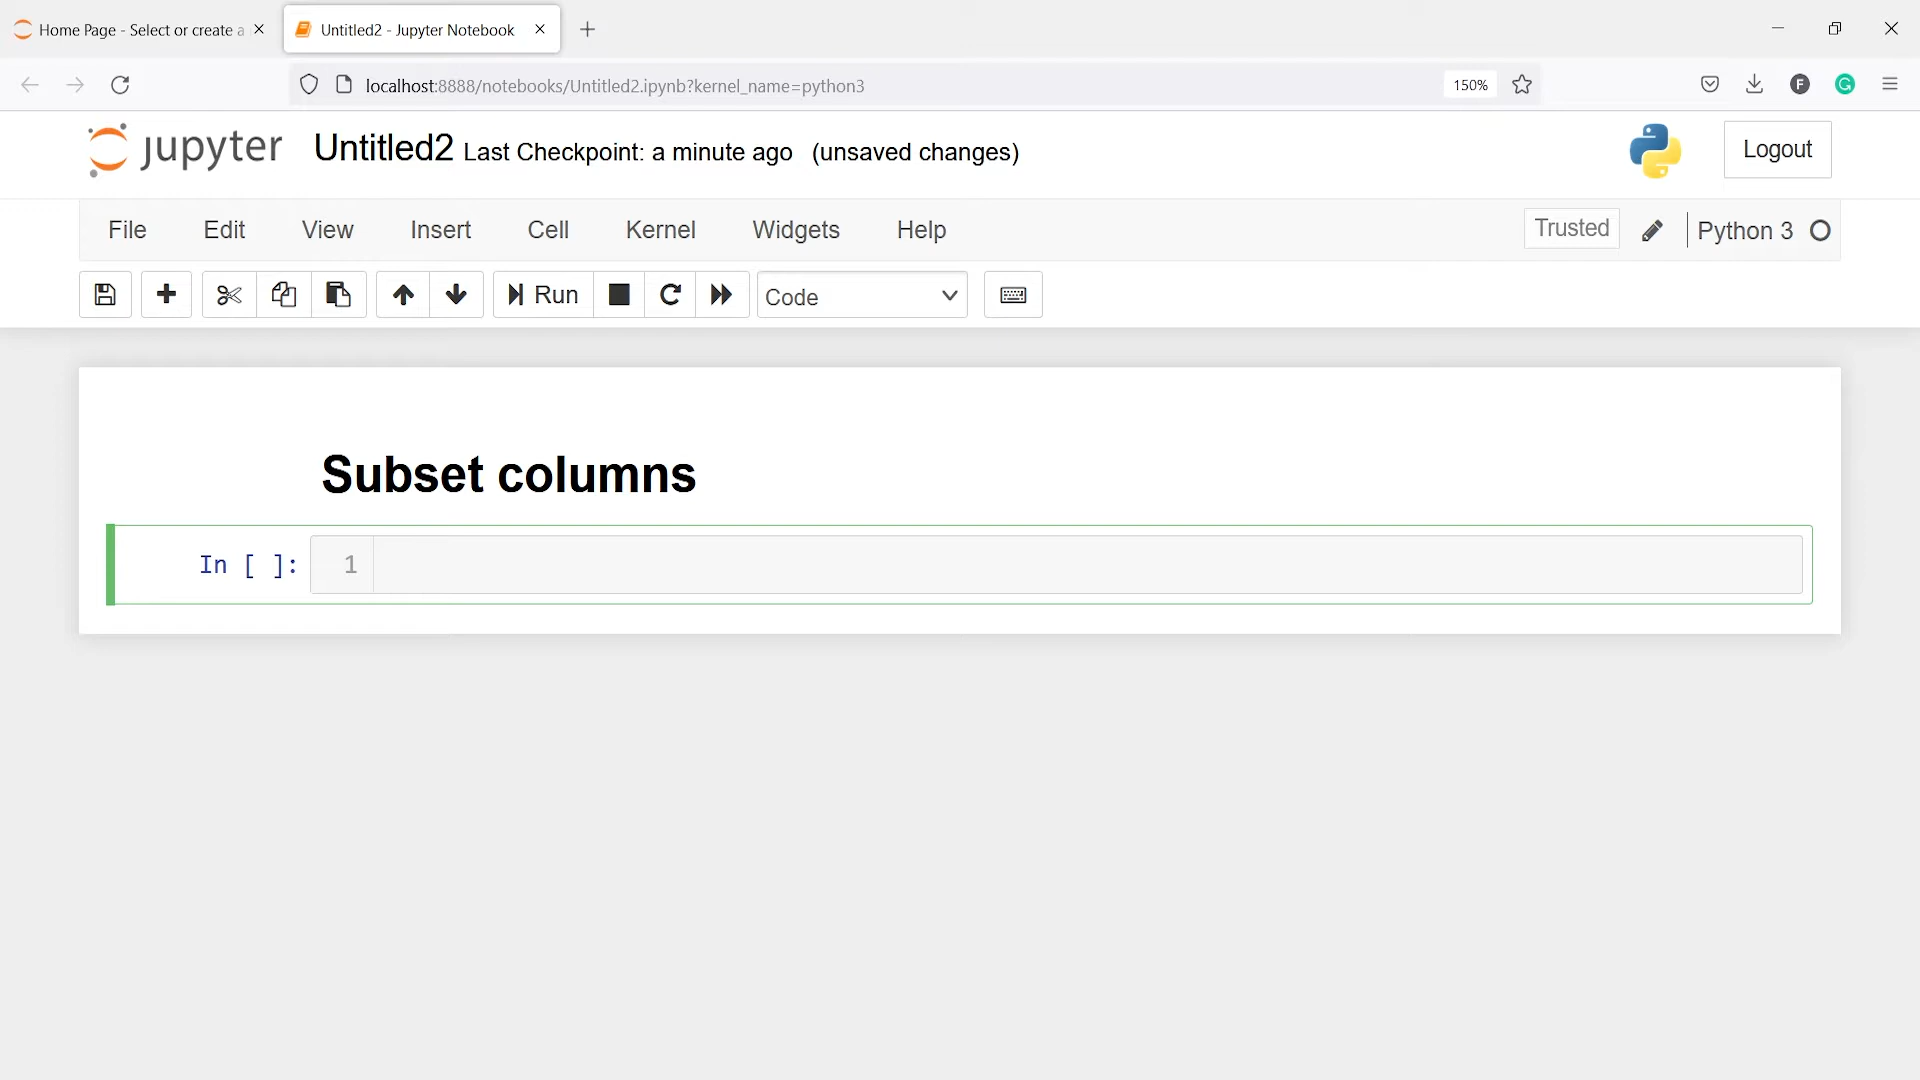 Home Page - Select or create a
Untitled2 - Jupyter Notebook
localhost:8888/notebooks/Untitled2.ipynb?kernel_name=python3
150%
F
G
jupyter Untitled2 Last Checkpoint: a minute ago (unsaved changes)
Logout
File Edit View Insert Cell Kernel Widgets Help
Trusted
Python 3
Run
Code
Subset columns
In [ ]: 1